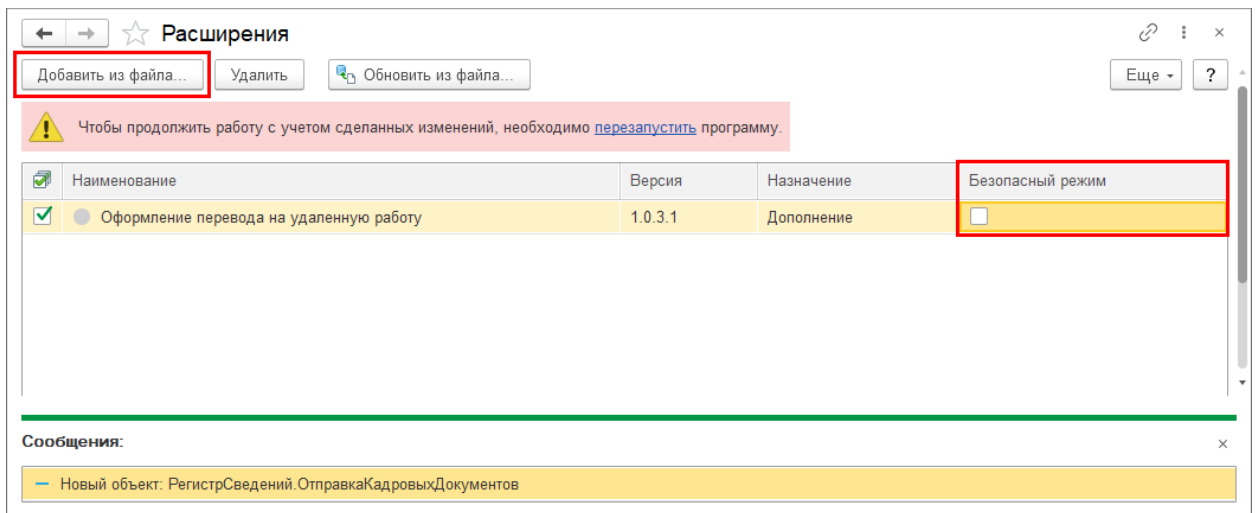 Расширения
Добавить из файла... Удалить Обновить из файла... Еще ?
Чтобы продолжить работу с учетом сделанных изменений, необходимо перезапустить программу.
Наименование Версия Назначение Безопасный режим
Оформление перевода на удаленную работу 1.0.3.1 Дополнение
Сообщения:
Новый объект: РегистрСведений.ОтправкаКадровыхДокументов